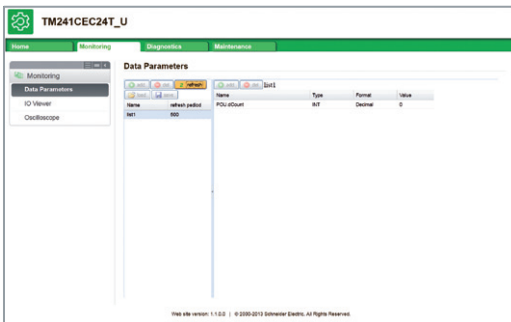 TM241CEC24T_U
Home Monitoring Diagnostics Maintenance
Monitoring
Data Parameters
IO Viewer
Oscilloscope
Data Parameters
add del refresh
load save
Name refresh period
list1 500
add del list1
Name Type Format Value
POU.diCount INT Decimal 0
Web site version: 1.1.0.0 | © 2000-2013 Schneider Electric. All Rights Reserved.